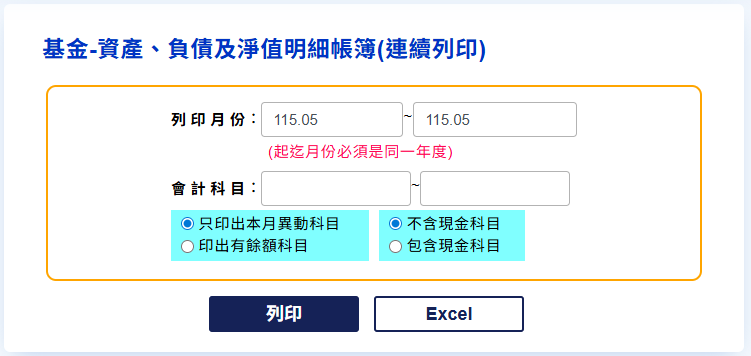 基金-資產、負債及淨值明細帳簿(連續列印)
列印月份：115.05~115.05
(起迄月份必須是同一年度)
會計科目：~
只印出本月異動科目 不含現金科目
印出有餘額科目 包含現金科目
列印 Excel